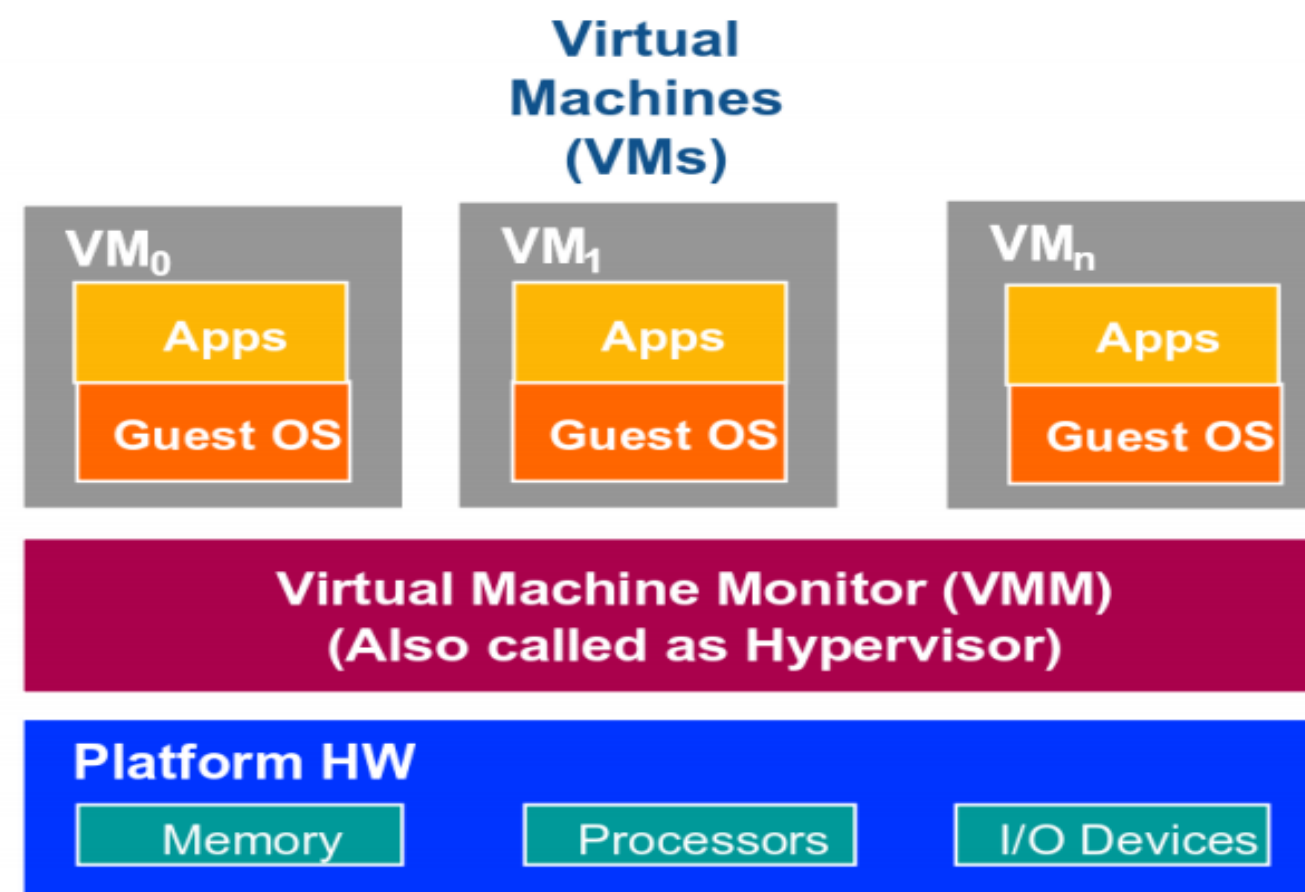 Virtual
Machines
(VMs)
VM₀
VM₁
VMₙ
Apps
Apps
Apps
Guest OS
Guest OS
Guest OS
Virtual Machine Monitor (VMM)
(Also called as Hypervisor)
Platform HW
Memory
Processors
I/O Devices